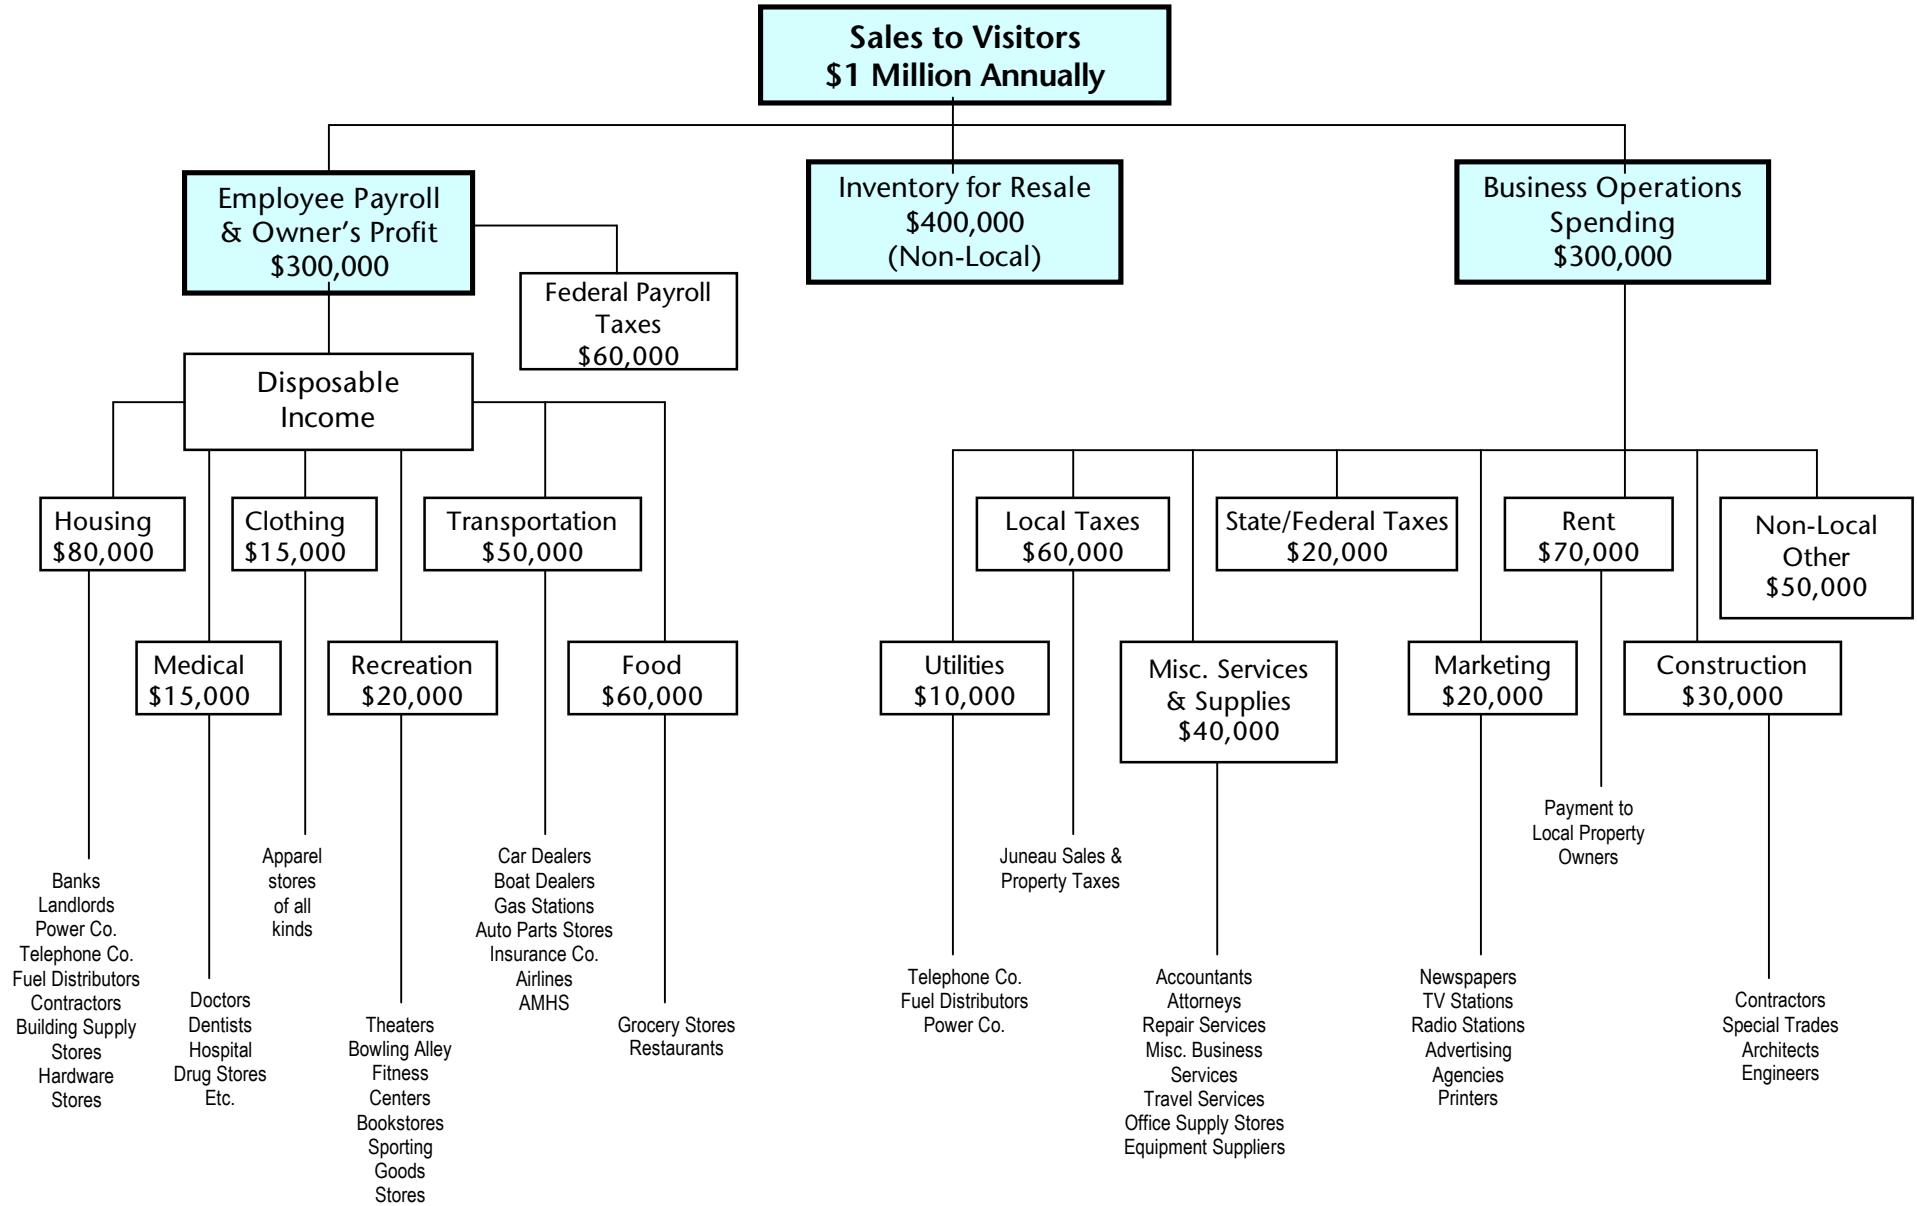 Sales to Visitors
$1 Million Annually
Employee Payroll
& Owner’s Profit
$300,000
Inventory for Resale
$400,000
(Non-Local)
Business Operations
Spending
$300,000
Federal Payroll
Taxes
$60,000
Disposable
Income
Housing
$80,000
Clothing
$15,000
Transportation
$50,000
Local Taxes
$60,000
State/Federal Taxes
$20,000
Rent
$70,000
Non-Local
Other
$50,000
Medical
$15,000
Recreation
$20,000
Food
$60,000
Utilities
$10,000
Misc. Services
& Supplies
$40,000
Marketing
$20,000
Construction
$30,000
Banks
Landlords
Power Co.
Telephone Co.
Fuel Distributors
Contractors
Building Supply
Stores
Hardware
Stores
Doctors
Dentists
Hospital
Drug Stores
Etc.
Apparel
stores
of all
kinds
Theaters
Bowling Alley
Fitness
Centers
Bookstores
Sporting
Goods
Stores
Car Dealers
Boat Dealers
Gas Stations
Auto Parts Stores
Insurance Co.
Airlines
AMHS
Grocery Stores
Restaurants
Telephone Co.
Fuel Distributors
Power Co.
Juneau Sales &
Property Taxes
Accountants
Attorneys
Repair Services
Misc. Business
Services
Travel Services
Office Supply Stores
Equipment Suppliers
Newspapers
TV Stations
Radio Stations
Advertising
Agencies
Printers
Payment to
Local Property
Owners
Contractors
Special Trades
Architects
Engineers